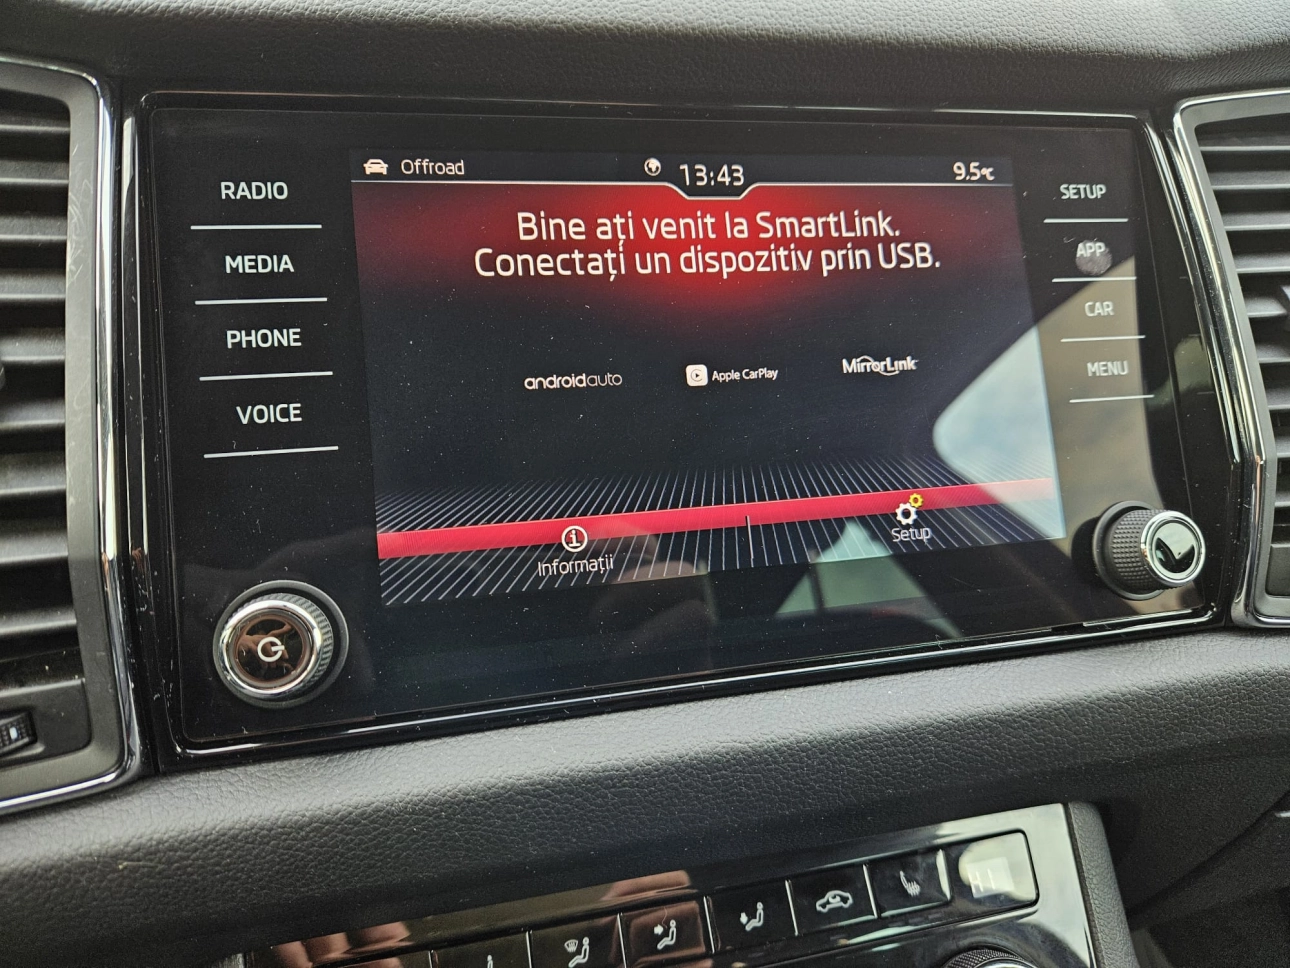 Offroad
13:43
9.5°C
RADIO
MEDIA
PHONE
VOICE
Bine ați venit la SmartLink.
Conectați un dispozitiv prin USB.
androidauto
Apple CarPlay
MirrorLink
Informații
Setup
SETUP
APP
CAR
MENU
HI